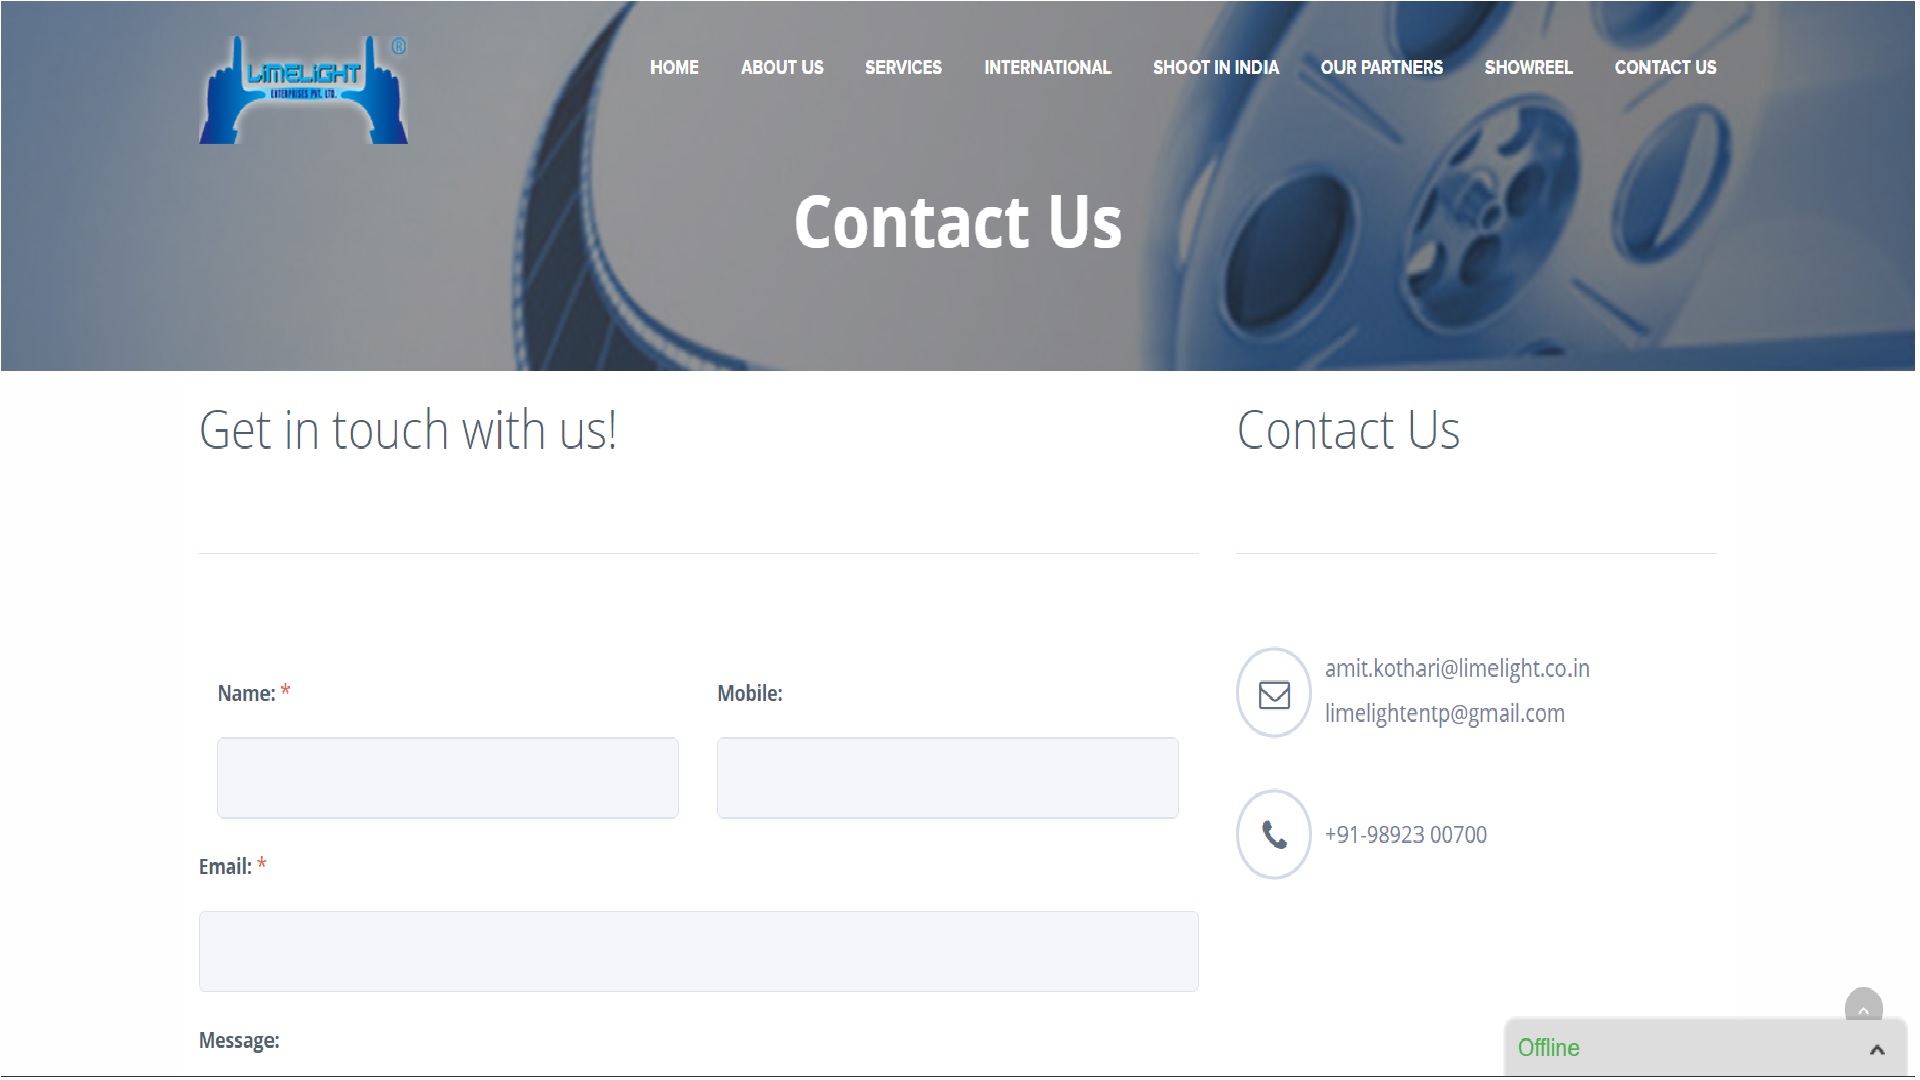 LiMELiGHT ®
ENTERPRISES PVT. LTD.
HOME ABOUT US SERVICES INTERNATIONAL SHOOT IN INDIA OUR PARTNERS SHOWREEL CONTACT US
Contact Us
Get in touch with us!
Contact Us
Name: *
Mobile:
Email: *
Message:
amit.kothari@limelight.co.in
limelightentp@gmail.com
+91-98923 00700
Offline